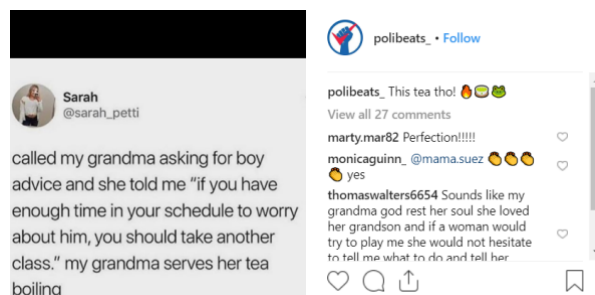 Sarah
@sarah_petti
called my grandma asking for boy
advice and she told me "if you have
enough time in your schedule to worry
about him, you should take another
class." my grandma serves her tea
boiling
polibeats_ • Follow
polibeats_ This tea tho! 🔥🍵🐸
View all 27 comments
marty.mar82 Perfection!!!!!
monicaguinn_ @mama.suez 👏👏👏
👏 yes
thomaswalters6654 Sounds like my
grandma god rest her soul she loved
her grandson and if a woman would
try to play me she would not hesitate
to tell me what to do and tell her